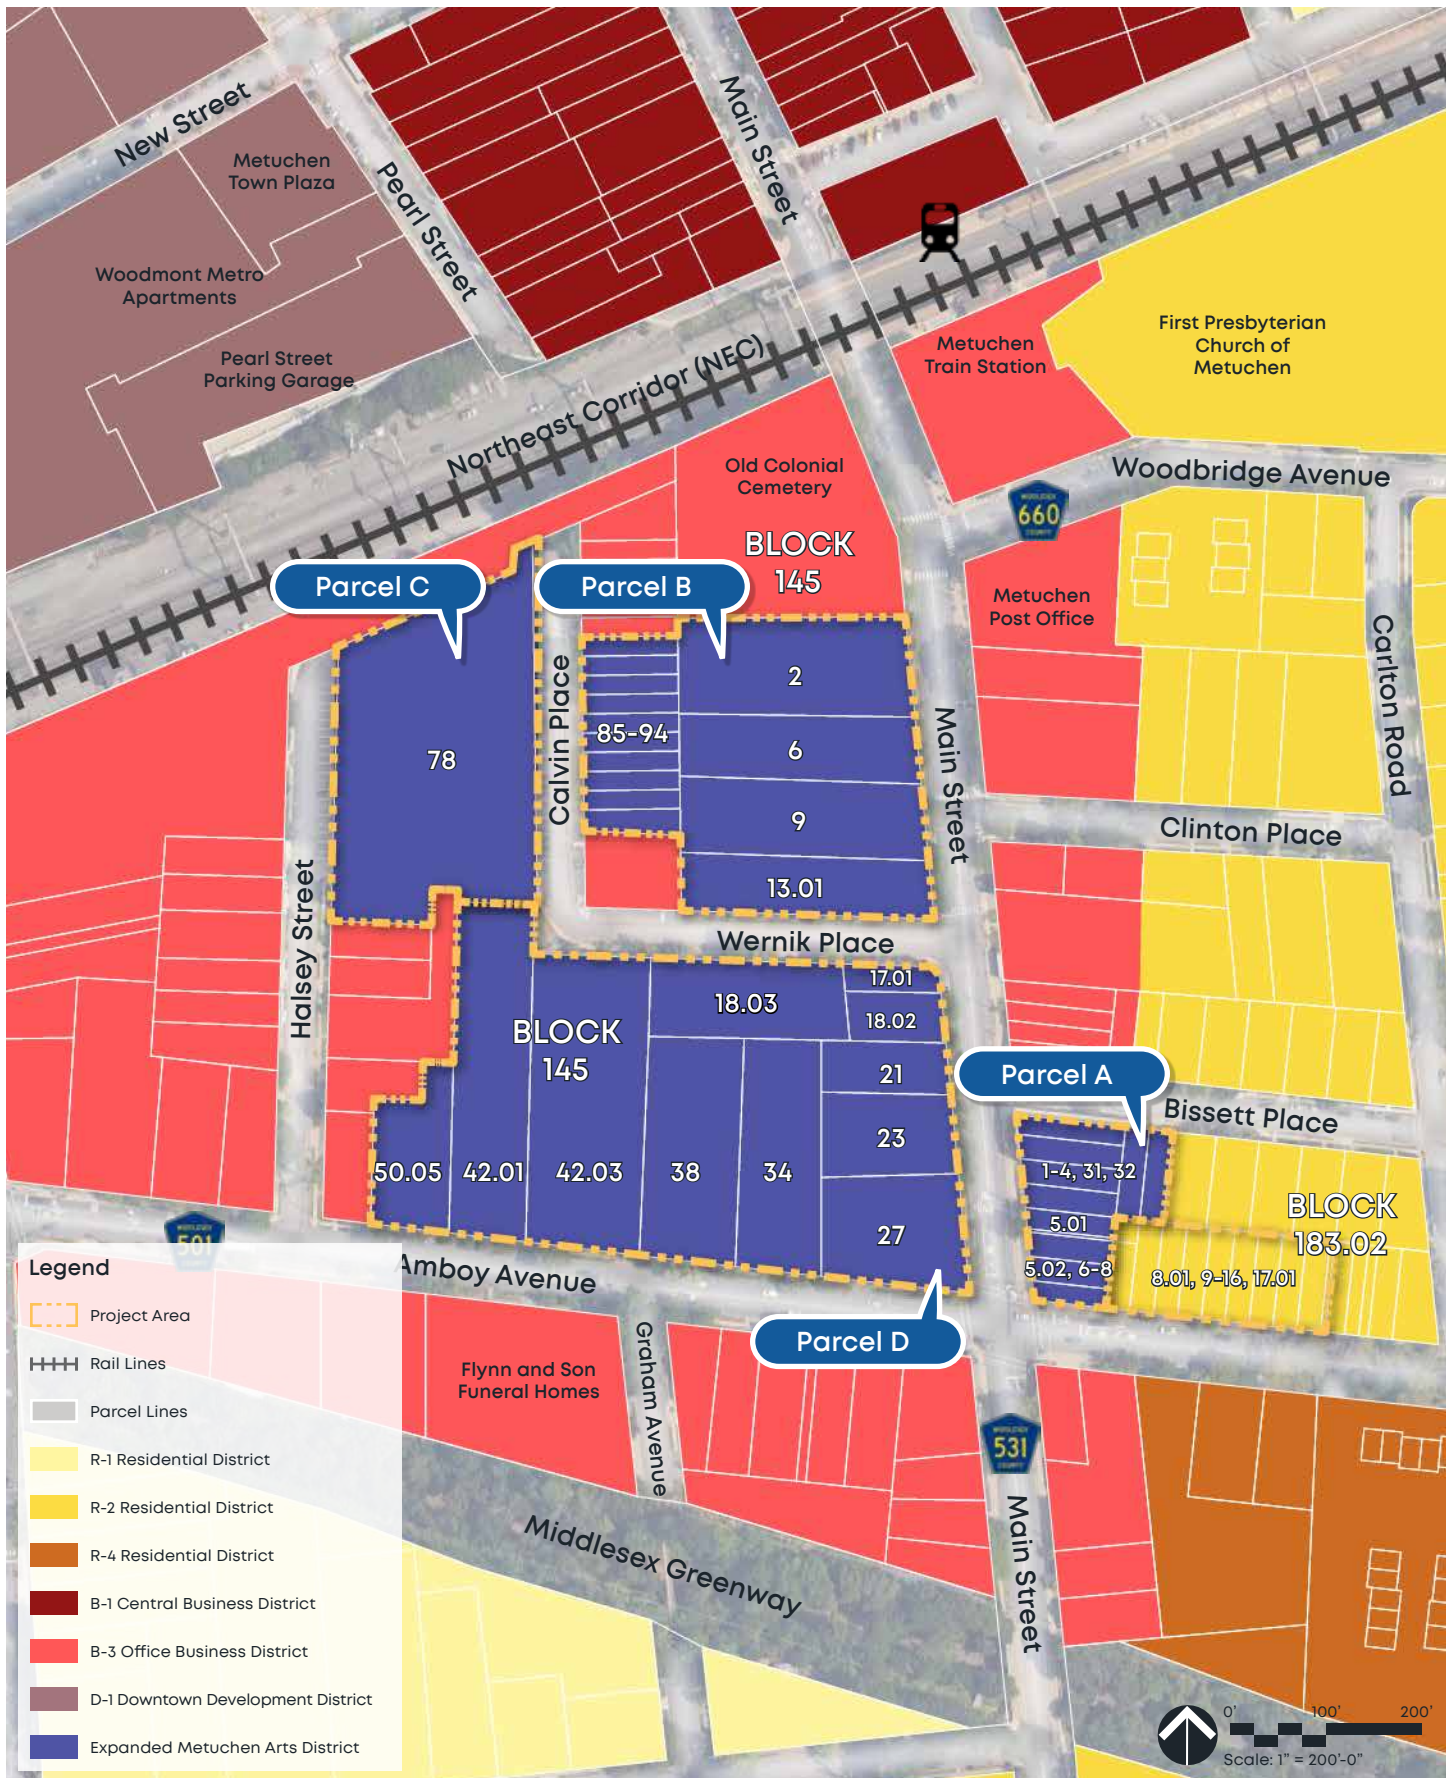 New Street
Metuchen
Town Plaza
Pearl Street
Main Street
Woodmont Metro
Apartments
Pearl Street
Parking Garage
Northeast Corridor (NEC)
Metuchen
Train Station
First Presbyterian
Church of
Metuchen
Old Colonial
Cemetery
BLOCK
145
Woodbridge Avenue
MIDDLESEX
660
COUNTY
Parcel C
Parcel B
Metuchen
Post Office
Carlton Road
78
Calvin Place
85-94
2
6
9
13.01
Main Street
Clinton Place
Halsey Street
Wernik Place
BLOCK
145
18.03
17.01
18.02
21
23
27
50.05
42.01
42.03
38
34
Parcel A
Bissett Place
1-4, 31, 32
5.01
5.02, 6-8
8.01, 9-16, 17.01
BLOCK
183.02
MIDDLESEX
501
Amboy Avenue
Parcel D
Flynn and Son
Funeral Homes
Graham Avenue
MIDDLESEX
531
COUNTY
Main Street
Middlesex Greenway
Legend
Project Area
Rail Lines
Parcel Lines
R-1 Residential District
R-2 Residential District
R-4 Residential District
B-1 Central Business District
B-3 Office Business District
D-1 Downtown Development District
Expanded Metuchen Arts District
0' 100' 200'
Scale: 1" = 200'-0"